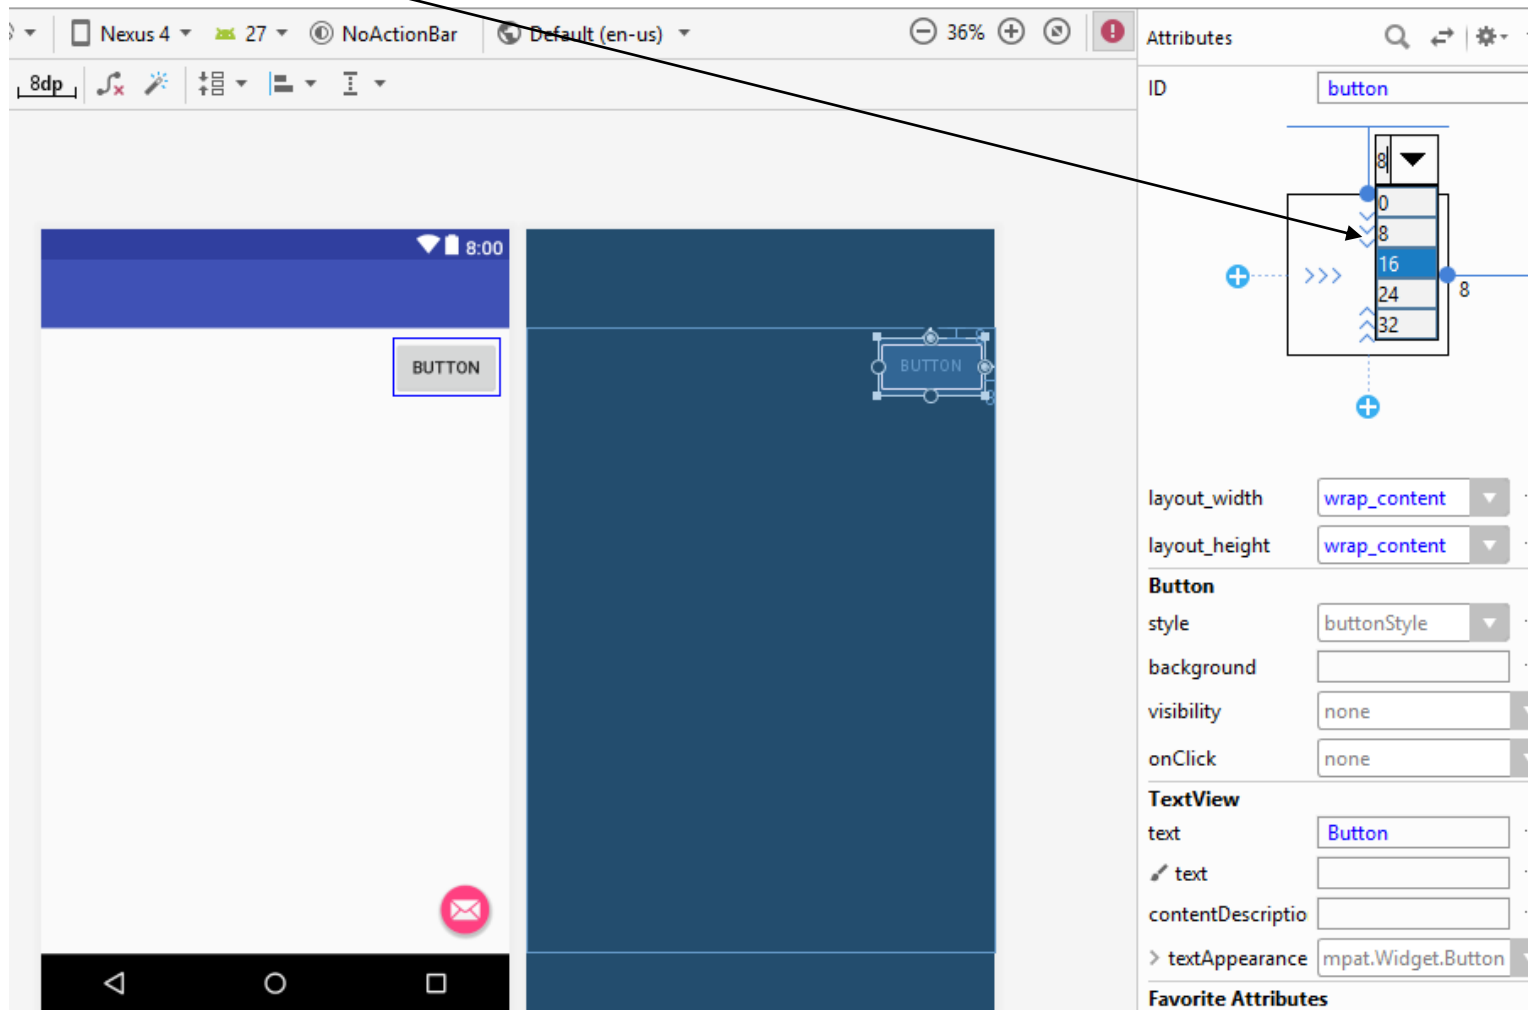 Nexus 4 27 NoActionBar Default (en-us) 36% Attributes
8dp
ID button
8
0
8
16
24
32
8
8:00
BUTTON
BUTTON
layout_width wrap_content
layout_height wrap_content
Button
style buttonStyle
background
visibility none
onClick none
TextView
text Button
text
contentDescriptio
textAppearance mpat.Widget.Button
Favorite Attributes